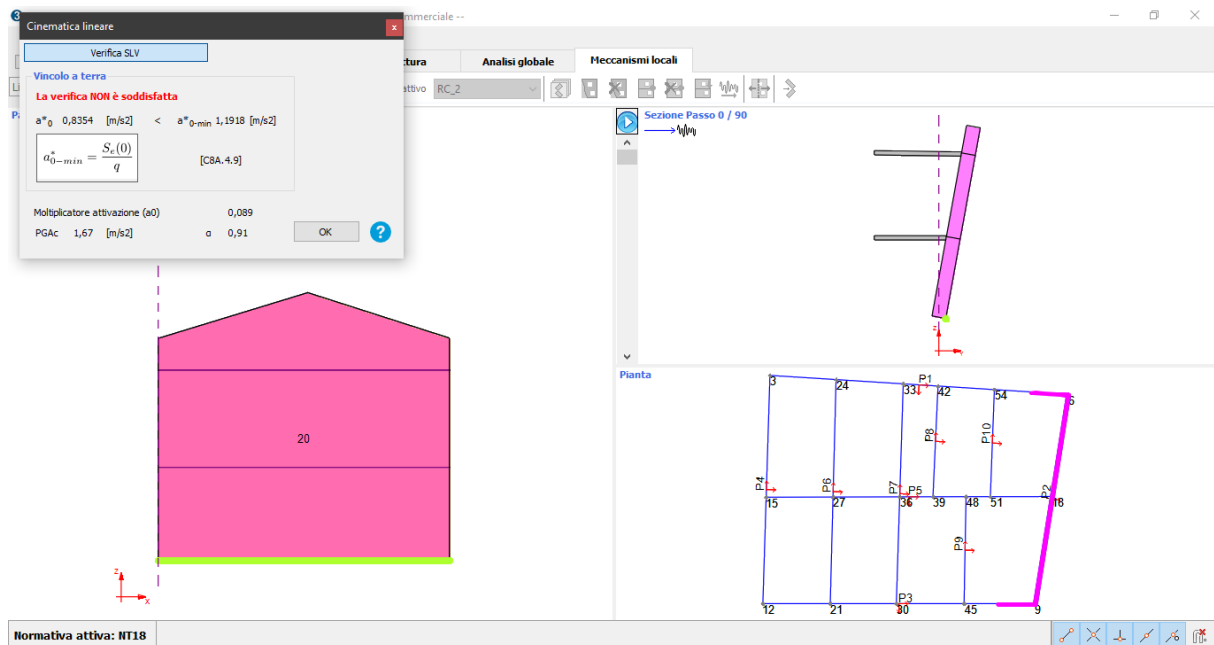 Cinematica lineare
x
mmerciale --
Verifica SLV
ttura
Analisi globale
Meccanismi locali
Vincolo a terra
La verifica NON è soddisfatta
attivo RC_2
a*0 0,8354 [m/s2] < a*0-min 1,1918 [m/s2]
a*0−min = Se(0) / q
[C8A.4.9]
Moltiplicatore attivazione (a0) 0,089
PGAc 1,67 [m/s2] α 0,91
OK
?
20
z
x
Sezione Passo 0 / 90
z
Pianta
3
24
33
P1
42
54
6
P8
P10
P4
P6
P7
P5
P2
15
27
36
39
48
51
18
P9
12
21
P3
30
45
9
Normativa attiva: NT18